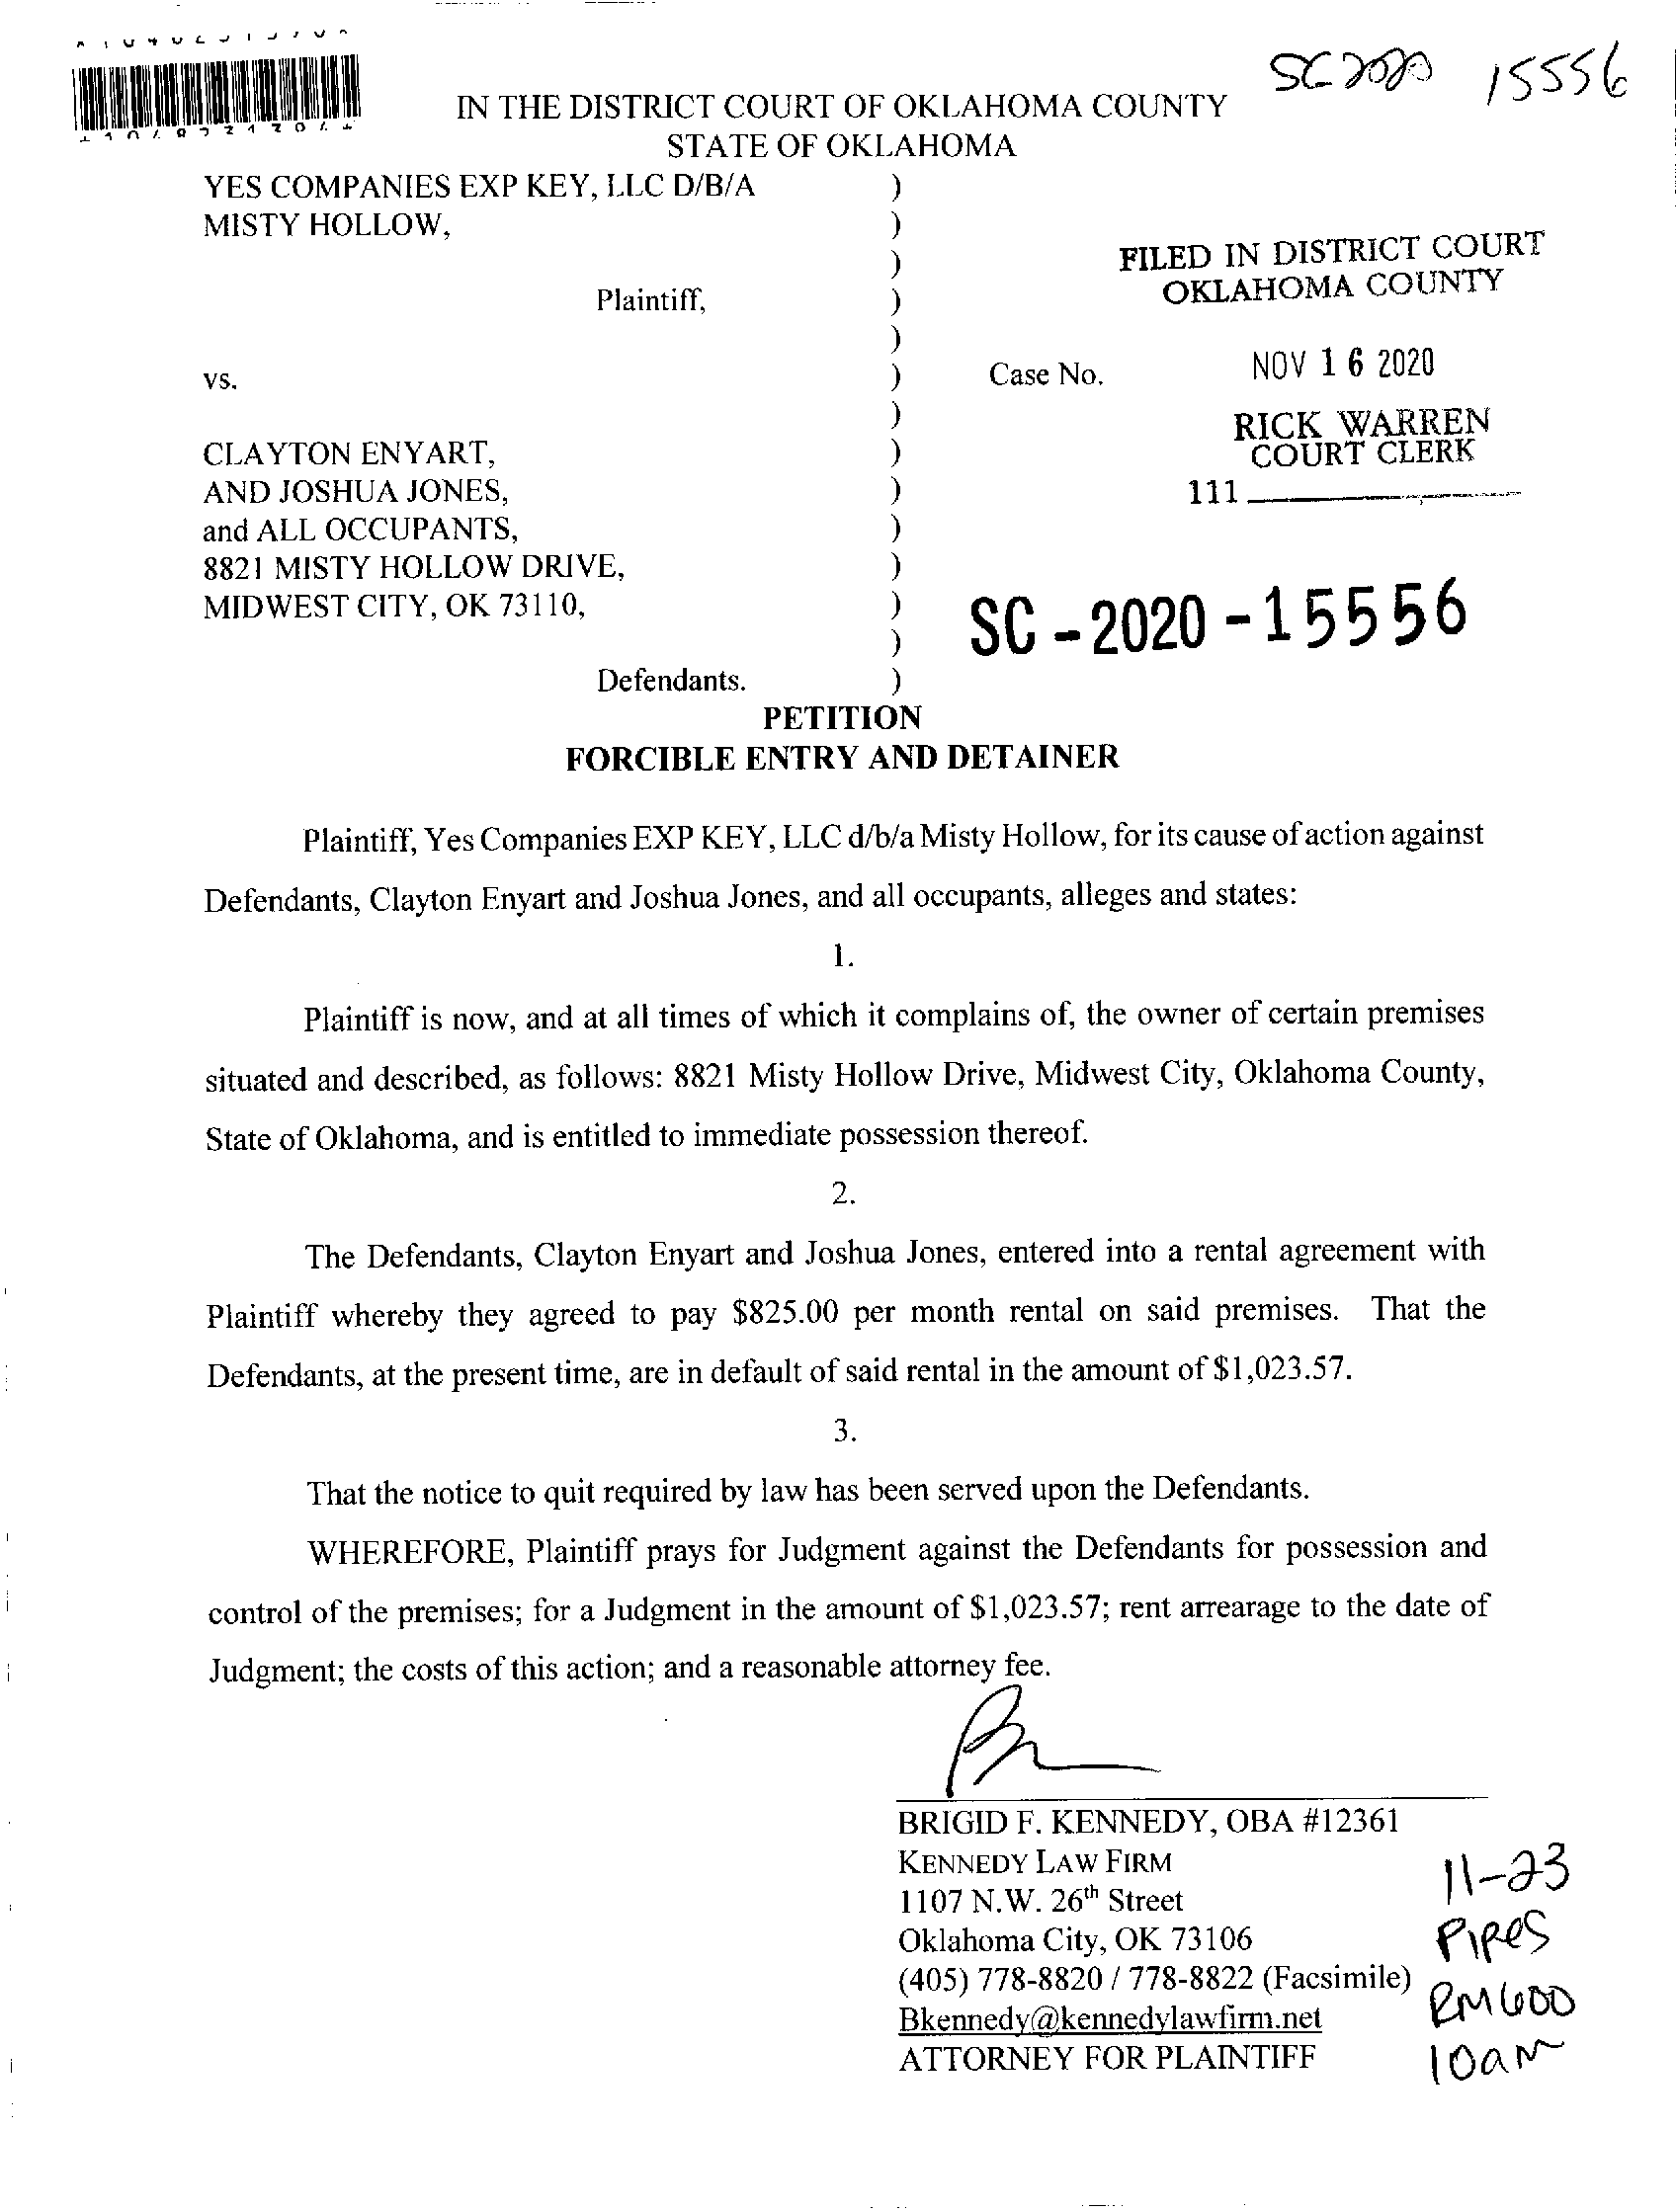 SC 2020 15556
IN THE DISTRICT COURT OF OKLAHOMA COUNTY
STATE OF OKLAHOMA
YES COMPANIES EXP KEY, LLC D/B/A )
MISTY HOLLOW, )
)
Plaintiff, )
)
vs. )
)
CLAYTON ENYART, )
AND JOSHUA JONES, )
and ALL OCCUPANTS, )
8821 MISTY HOLLOW DRIVE, )
MIDWEST CITY, OK 73110, )
)
Defendants. )
FILED IN DISTRICT COURT
OKLAHOMA COUNTY
Case No.
NOV 16 2020
RICK WARREN
COURT CLERK
111
SC - 2020 - 15556
PETITION
FORCIBLE ENTRY AND DETAINER
Plaintiff, Yes Companies EXP KEY, LLC d/b/a Misty Hollow, for its cause of action against
Defendants, Clayton Enyart and Joshua Jones, and all occupants, alleges and states:
1.
Plaintiff is now, and at all times of which it complains of, the owner of certain premises
situated and described, as follows: 8821 Misty Hollow Drive, Midwest City, Oklahoma County,
State of Oklahoma, and is entitled to immediate possession thereof.
2.
The Defendants, Clayton Enyart and Joshua Jones, entered into a rental agreement with
Plaintiff whereby they agreed to pay $825.00 per month rental on said premises. That the
Defendants, at the present time, are in default of said rental in the amount of $1,023.57.
3.
That the notice to quit required by law has been served upon the Defendants.
WHEREFORE, Plaintiff prays for Judgment against the Defendants for possession and
control of the premises; for a Judgment in the amount of $1,023.57; rent arrearage to the date of
Judgment; the costs of this action; and a reasonable attorney fee.
BRIGID F. KENNEDY, OBA #12361
KENNEDY LAW FIRM
1107 N.W. 26th Street
Oklahoma City, OK 73106
(405) 778-8820 / 778-8822 (Facsimile)
Bkennedy@kennedylawfirm.net
ATTORNEY FOR PLAINTIFF
11-23
Pipes
RM 600
10am